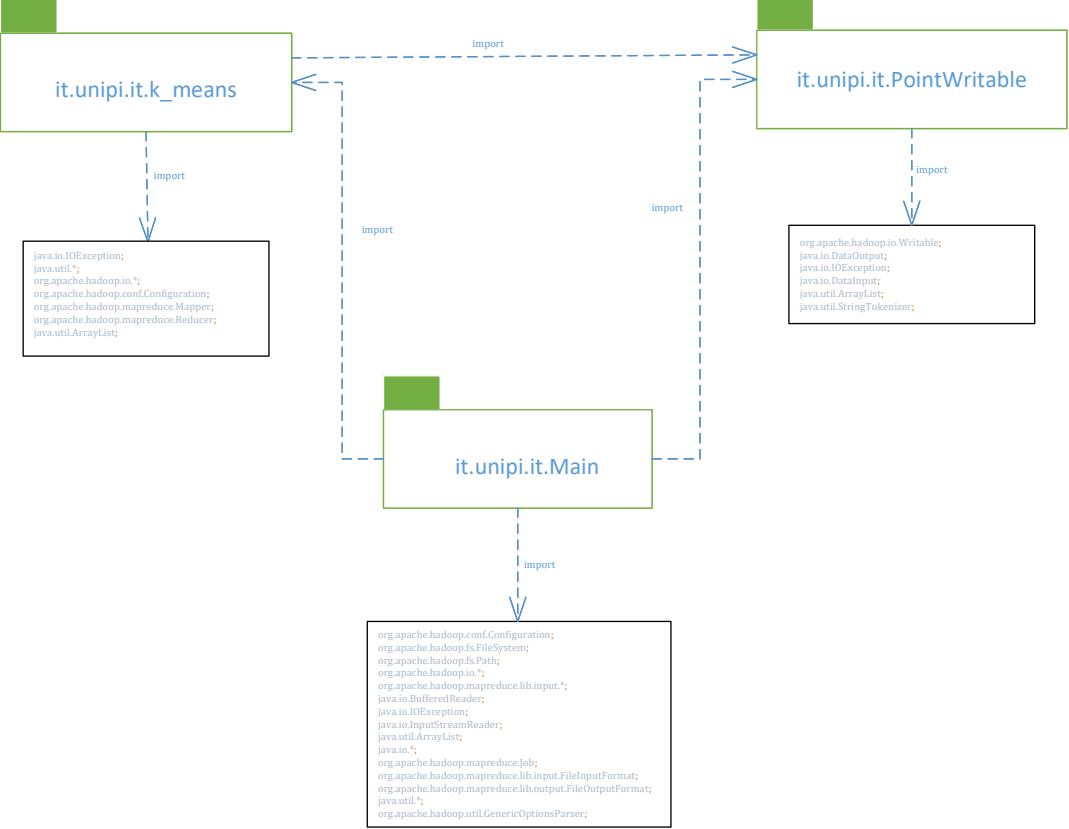 import
it.unipi.it.k_means
it.unipi.it.PointWritable
import
import
import
import
java.io.IOException;
java.util.*;
org.apache.hadoop.io.*;
org.apache.hadoop.conf.Configuration;
org.apache.hadoop.mapreduce.Mapper;
org.apache.hadoop.mapreduce.Reducer;
java.util.ArrayList;
org.apache.hadoop.io.Writable;
java.io.DataOutput;
java.io.IOException;
java.io.DataInput;
java.util.ArrayList;
java.util.StringTokenizer;
it.unipi.it.Main
import
org.apache.hadoop.conf.Configuration;
org.apache.hadoop.fs.FileSystem;
org.apache.hadoop.fs.Path;
org.apache.hadoop.io.*;
org.apache.hadoop.mapreduce.lib.input.*;
java.io.BufferedReader;
java.io.IOException;
java.io.InputStreamReader;
java.util.ArrayList;
java.io.*;
org.apache.hadoop.mapreduce.Job;
org.apache.hadoop.mapreduce.lib.input.FileInputFormat;
org.apache.hadoop.mapreduce.lib.output.FileOutputFormat;
java.util.*;
org.apache.hadoop.util.GenericOptionsParser;